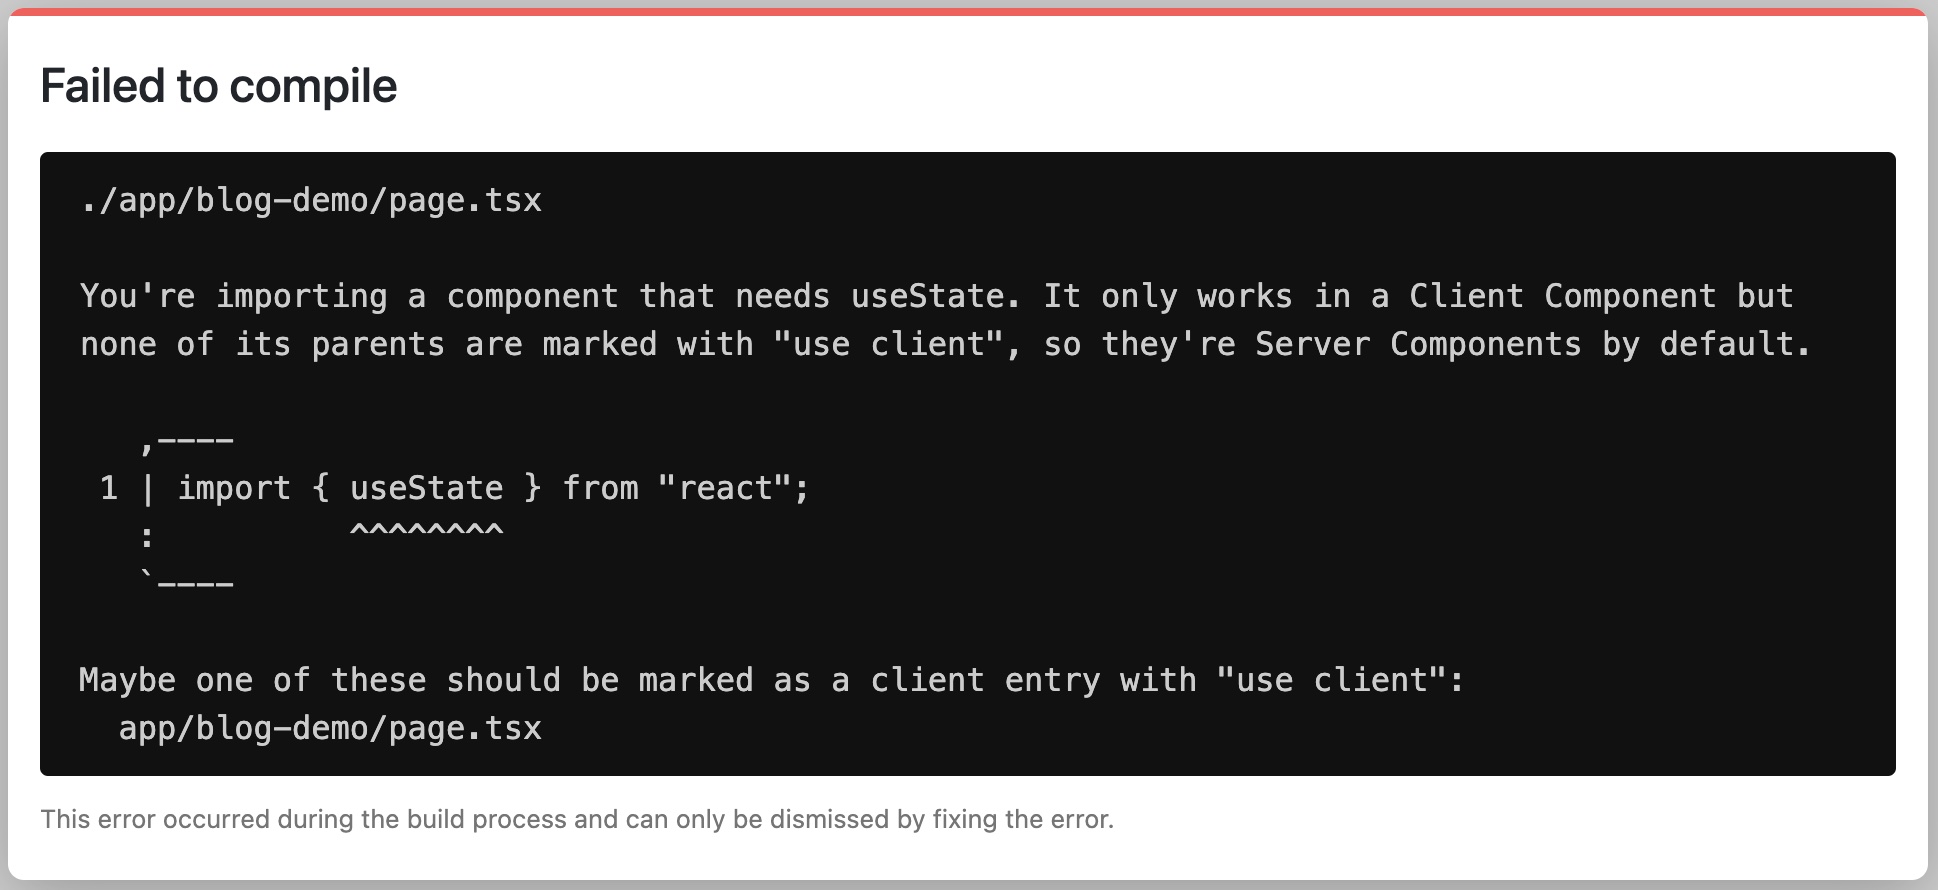 Failed to compile
./app/blog-demo/page.tsx
You're importing a component that needs useState. It only works in a Client Component but
none of its parents are marked with "use client", so they're Server Components by default.
   ,----
 1 | import { useState } from "react";
   :          ^^^^^^^^
   `----
Maybe one of these should be marked as a client entry with "use client":
  app/blog-demo/page.tsx
This error occurred during the build process and can only be dismissed by fixing the error.